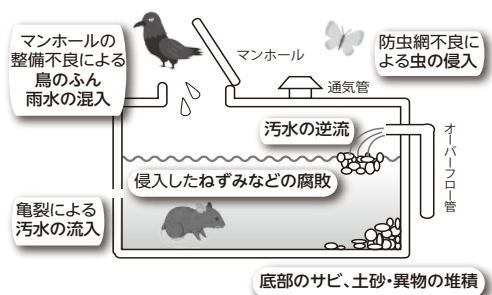 マンホールの
整備不良による
鳥のふん
雨水の混入
マンホール
防虫網不良に
よる虫の侵入
通気管
汚水の逆流
オーバーフロー管
侵入したねずみなどの腐敗
亀裂による
汚水の流入
底部のサビ、土砂・異物の堆積